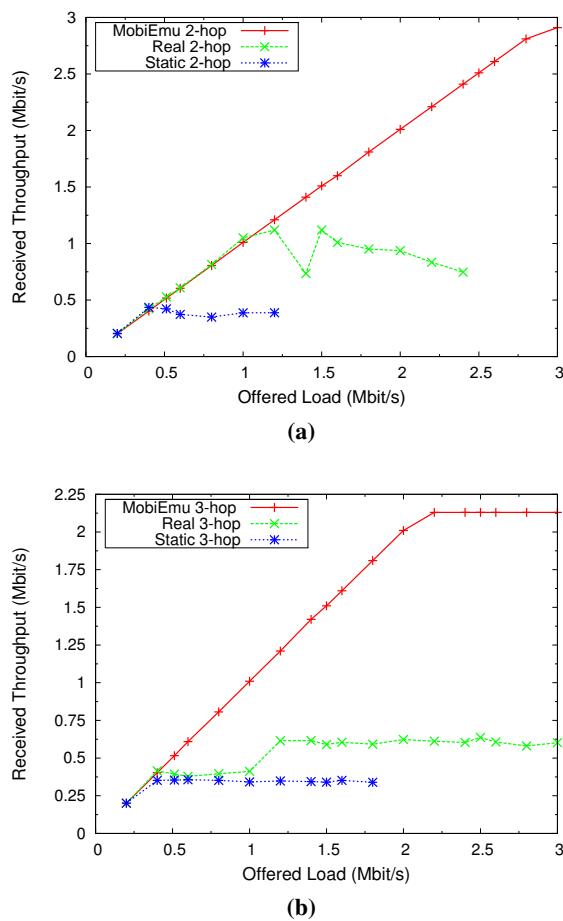 3
2.5
2
1.5
1
0.5
0
Received Throughput (Mbit/s)
MobiEmu 2-hop
Real 2-hop
Static 2-hop
0 0.5 1 1.5 2 2.5 3
Offered Load (Mbit/s)
(a)
2.25
2
1.75
1.5
1.25
1
0.75
0.5
0.25
0
Received Throughput (Mbit/s)
MobiEmu 3-hop
Real 3-hop
Static 3-hop
0 0.5 1 1.5 2 2.5 3
Offered Load (Mbit/s)
(b)